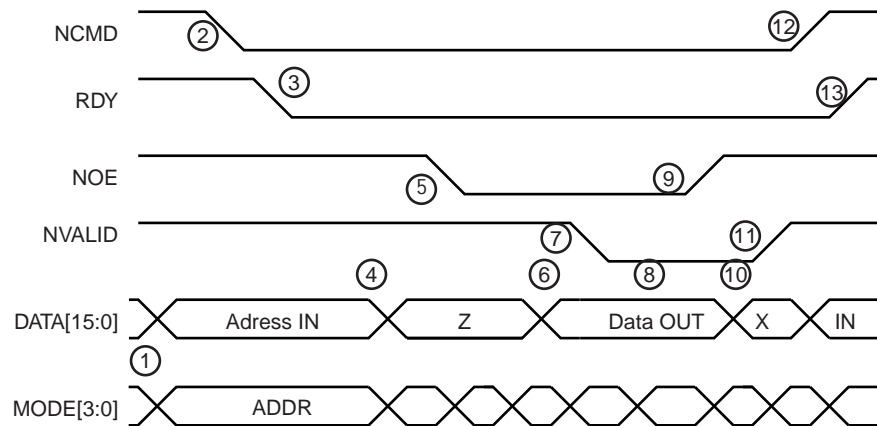 NCMD ② ⑫
RDY ③ ⑬
NOE ⑤ ⑨
NVALID ⑦ ⑪
④ ⑥ ⑧ ⑩
DATA[15:0] Adress IN Z Data OUT X IN
①
MODE[3:0] ADDR